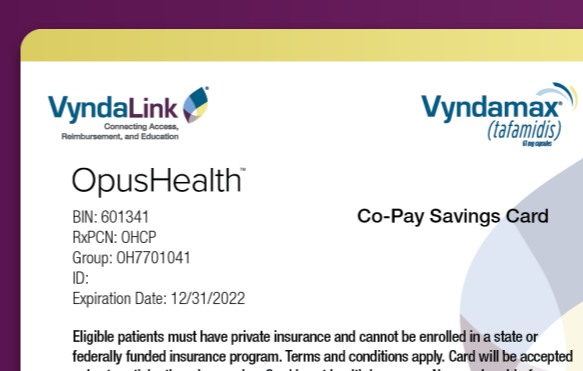 VyndaLink
Connecting Access,
Reimbursement, and Education
Vyndamax®
(tafamidis)
61 mg capsules
OpusHealth™
BIN: 601341
RxPCN: OHCP
Group: OH7701041
ID:
Expiration Date: 12/31/2022
Co-Pay Savings Card
Eligible patients must have private insurance and cannot be enrolled in a state or
federally funded insurance program. Terms and conditions apply. Card will be accepted